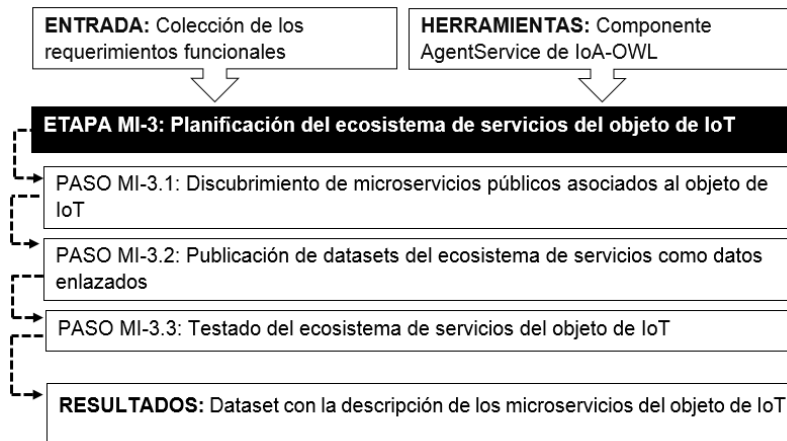 ENTRADA: Colección de los
requerimientos funcionales
HERRAMIENTAS: Componente
AgentService de IoA-OWL
ETAPA MI-3: Planificación del ecosistema de servicios del objeto de IoT
PASO MI-3.1: Discubrimiento de microservicios públicos asociados al objeto de
IoT
PASO MI-3.2: Publicación de datasets del ecosistema de servicios como datos
enlazados
PASO MI-3.3: Testado del ecosistema de servicios del objeto de IoT
RESULTADOS: Dataset con la descripción de los microservicios del objeto de IoT